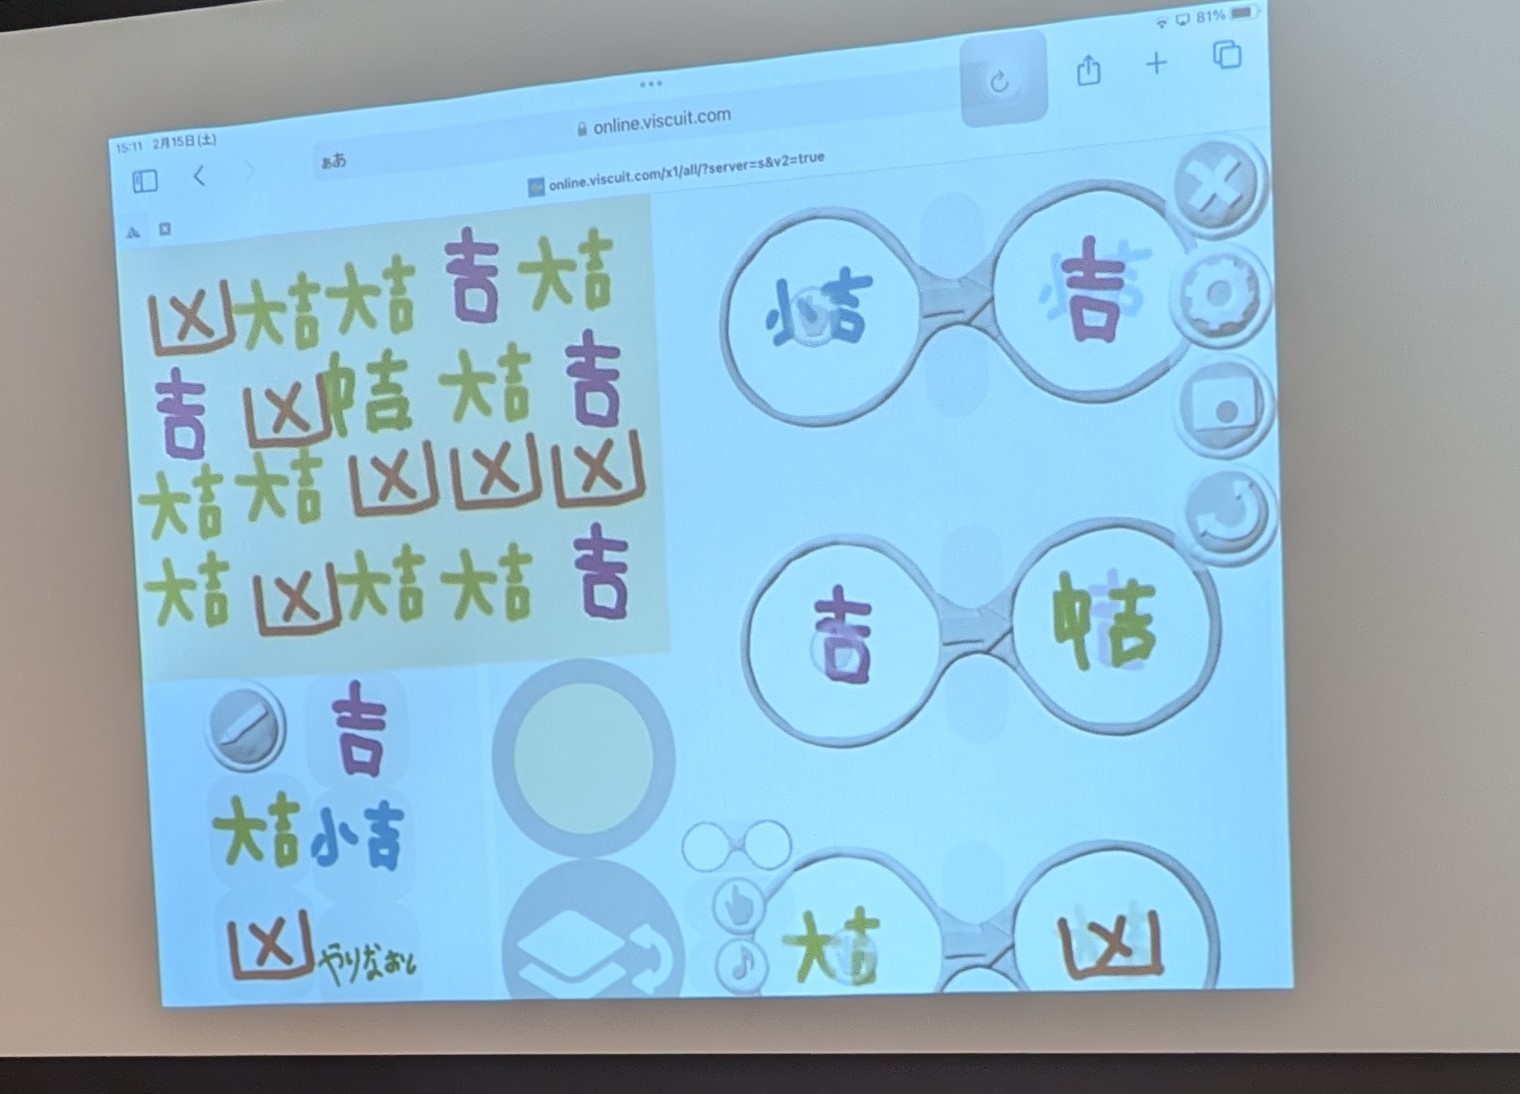 81%
15:11 2月15日(土)
ぁあ
online.viscuit.com
online.viscuit.com/x1/all/?server=s&v2=true
凶 大吉 大吉 吉 大吉
吉 凶 中吉 大吉 吉
大吉 大吉 凶 凶 凶
大吉 凶 大吉 大吉 吉
吉
大吉 小吉
凶 やりなおし
小吉 吉
吉 中吉
大吉 凶